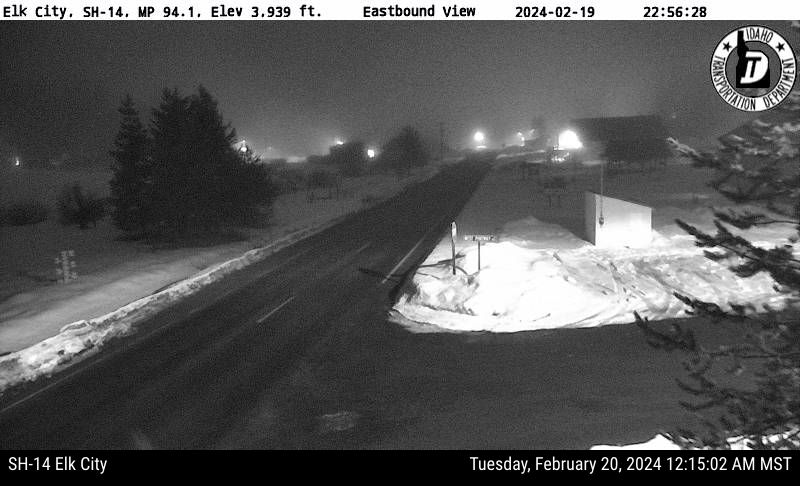 Elk City, SH-14, MP 94.1, Elev 3,939 ft. Eastbound View 2024-02-19 22:56:28
IDAHO
TRANSPORTATION DEPARTMENT
SH-14 Elk City
Tuesday, February 20, 2024 12:15:02 AM MST